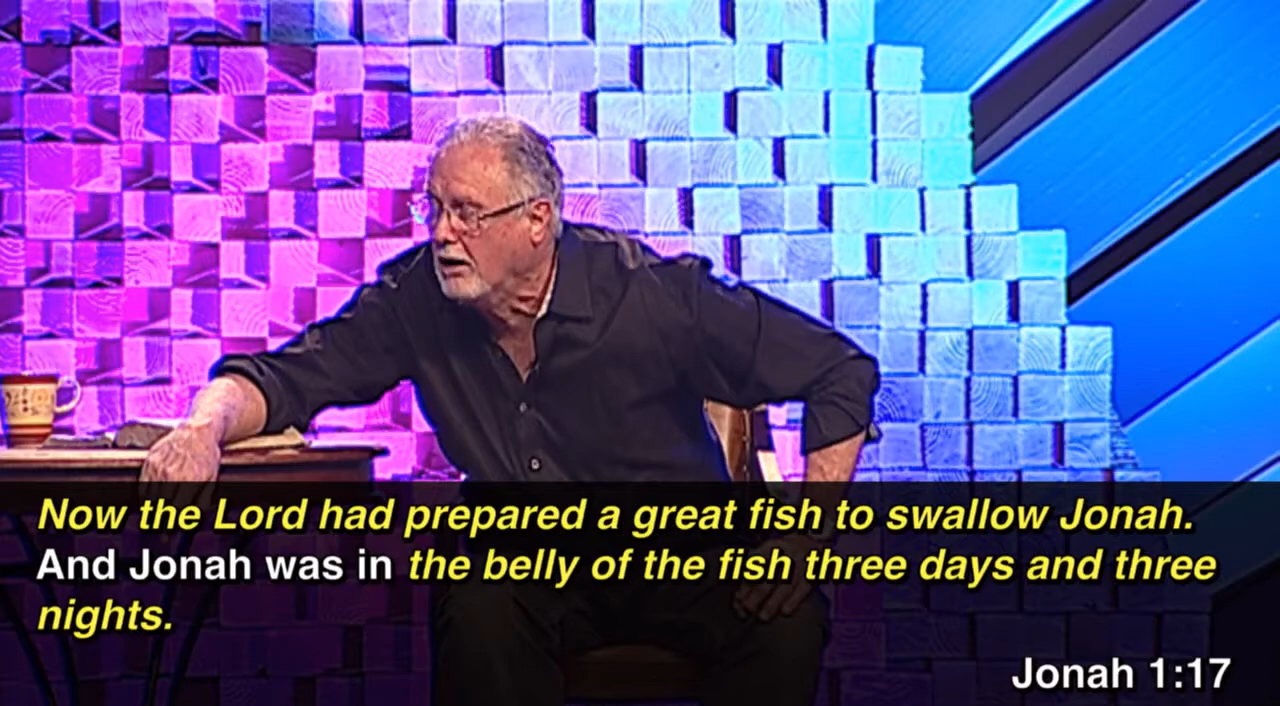 Now the Lord had prepared a great fish to swallow Jonah.
And Jonah was in the belly of the fish three days and three
nights.
Jonah 1:17